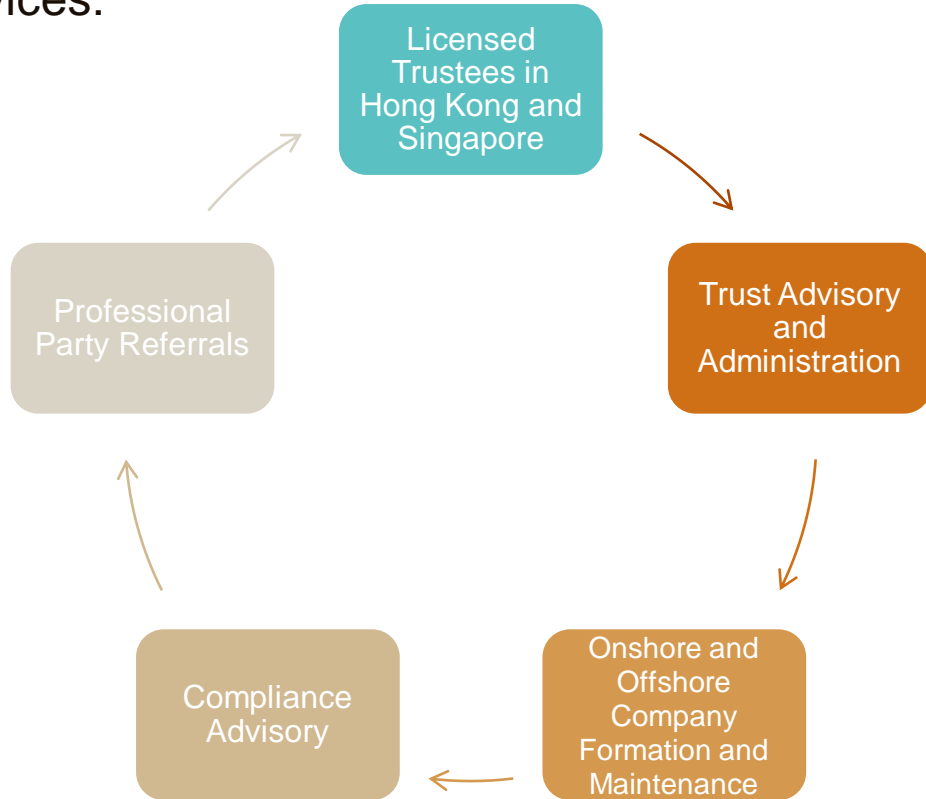 Licensed
Trustees in
Hong Kong and
Singapore
Trust Advisory
and
Administration
Onshore and
Offshore
Company
Formation and
Maintenance
Compliance
Advisory
Professional
Party Referrals